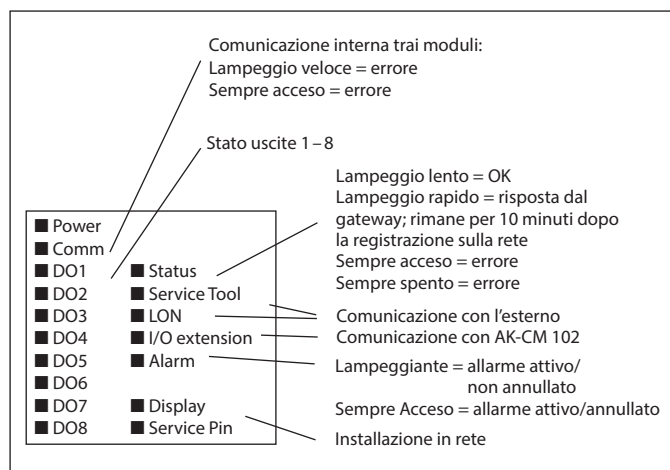 Comunicazione interna trai moduli:
Lampeggio veloce = errore
Sempre acceso = errore
Stato uscite 1–8
Lampeggio lento = OK
Lampeggio rapido = risposta dal
gateway; rimane per 10 minuti dopo
la registrazione sulla rete
Sempre acceso = errore
Sempre spento = errore
Power
Comm
DO1
Status
DO2
Service Tool
DO3
LON
Comunicazione con l'esterno
DO4
I/O extension
Comunicazione con AK-CM 102
DO5
Alarm
Lampeggiante = allarme attivo/
non annullato
DO6
Sempre Acceso = allarme attivo/annullato
DO7
Display
DO8
Service Pin
Installazione in rete